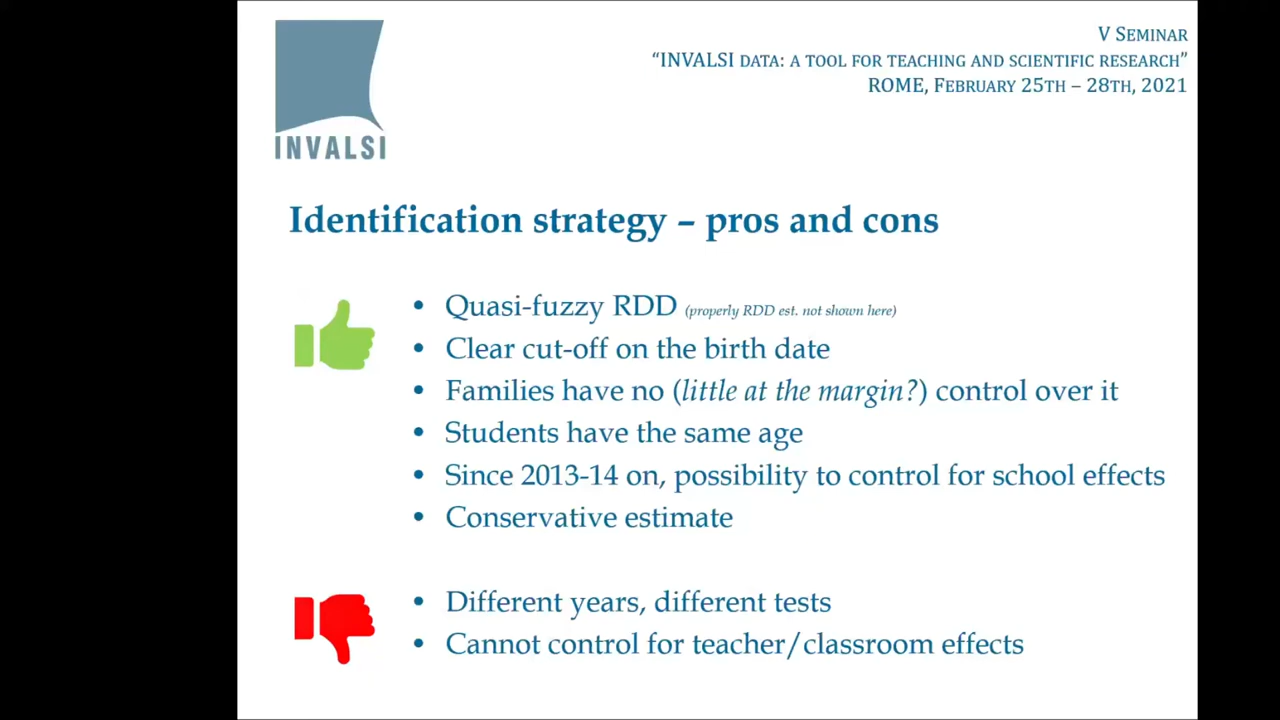 V SEMINAR
“INVALSI DATA: A TOOL FOR TEACHING AND SCIENTIFIC RESEARCH”
ROME, FEBRUARY 25TH – 28TH, 2021
INVALSI
Identification strategy – pros and cons
• Quasi-fuzzy RDD (properly RDD est. not shown here)
• Clear cut-off on the birth date
• Families have no (little at the margin?) control over it
• Students have the same age
• Since 2013-14 on, possibility to control for school effects
• Conservative estimate
• Different years, different tests
• Cannot control for teacher/classroom effects